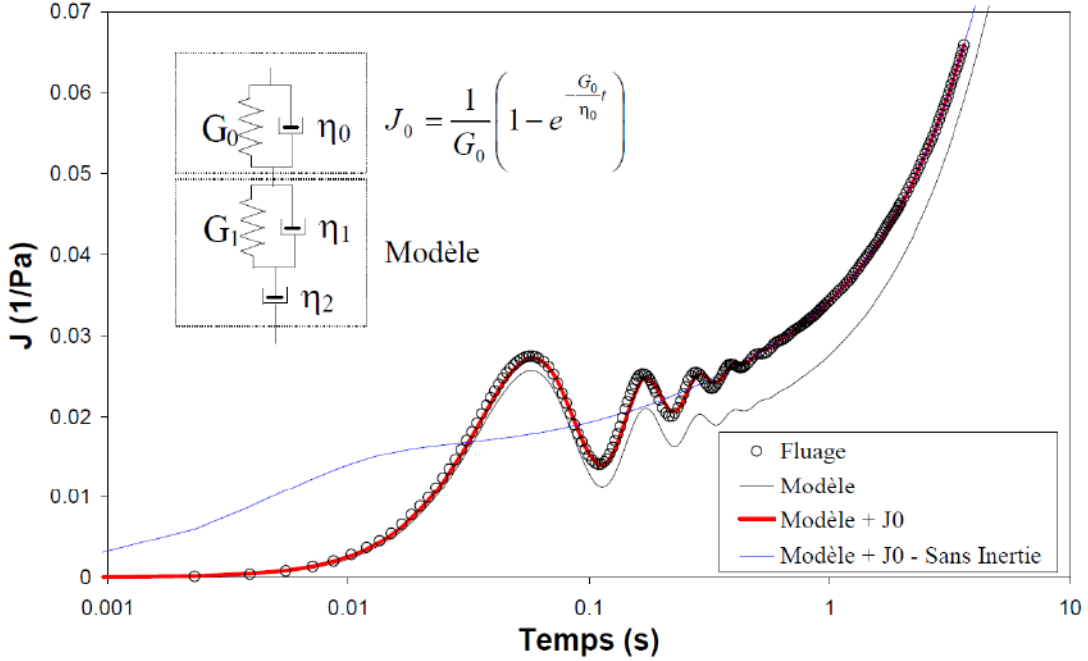 0.07
0.06
0.05
0.04
0.03
0.02
0.01
0
J (1/Pa)
G₀ η₀
J₀ = 1/G₀ (1 − e^(−(G₀/η₀)t))
G₁ η₁
Modèle
η₂
Fluage
Modèle
Modèle + J0
Modèle + J0 - Sans Inertie
0.001 0.01 0.1 1 10
Temps (s)